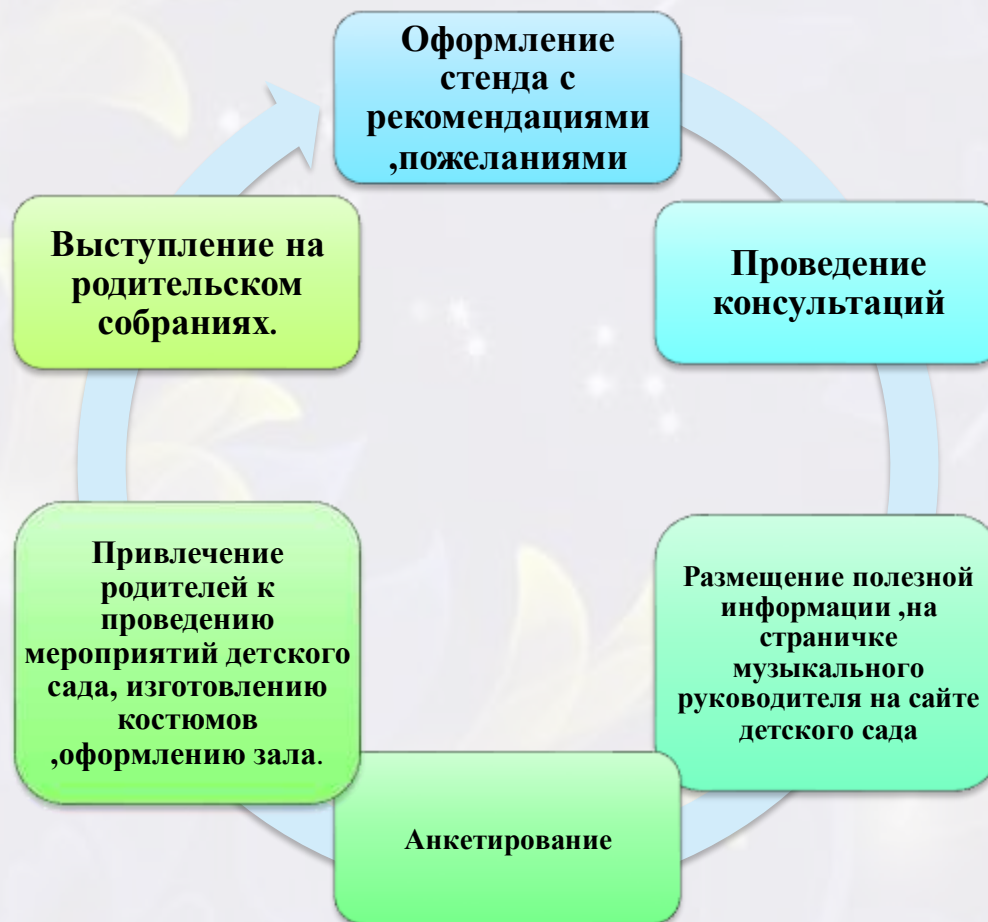 Оформление
стенда с
рекомендациями
,пожеланиями
Проведение
консультаций
Размещение полезной
информации ,на
страничке
музыкального
руководителя на сайте
детского сада
Анкетирование
Привлечение
родителей к
проведению
мероприятий детского
сада, изготовлению
костюмов
,оформлению зала.
Выступление на
родительском
собраниях.